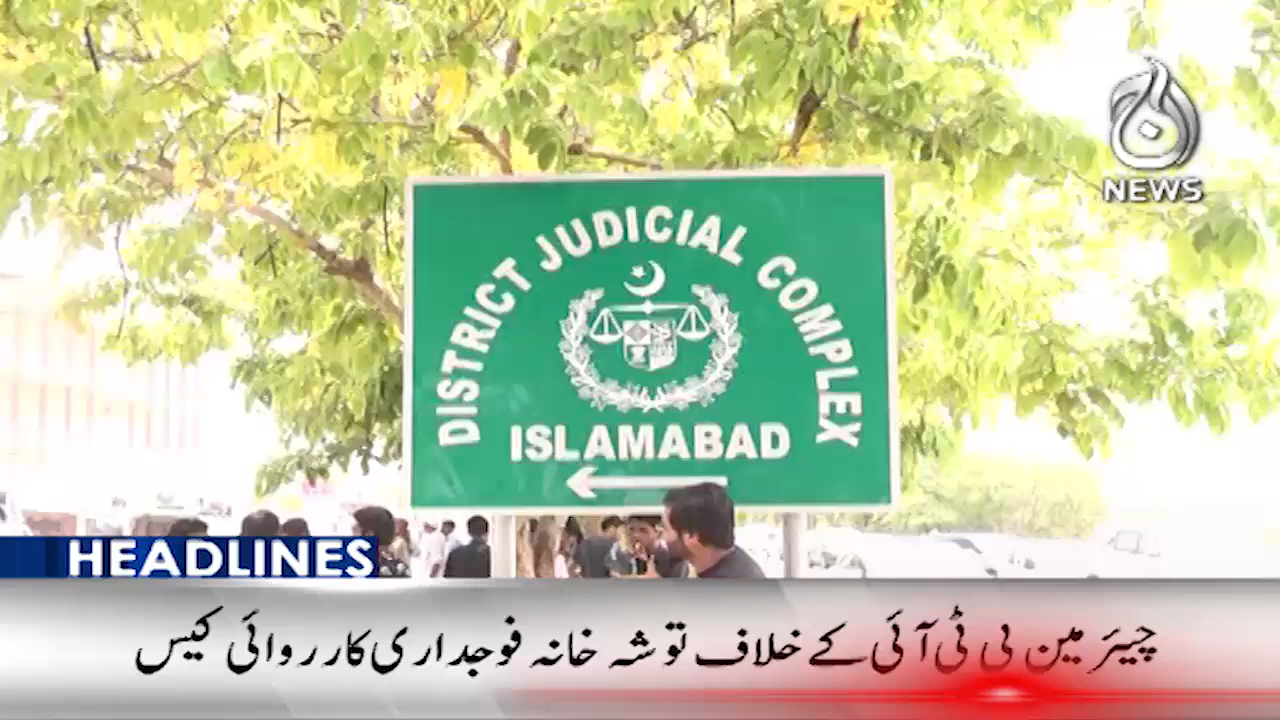 NEWS
DISTRICT JUDICIAL COMPLEX
ISLAMABAD
HEADLINES
چیئرمین پی ٹی آئی کے خلاف توشہ خانہ فوجداری کارروائی کیس